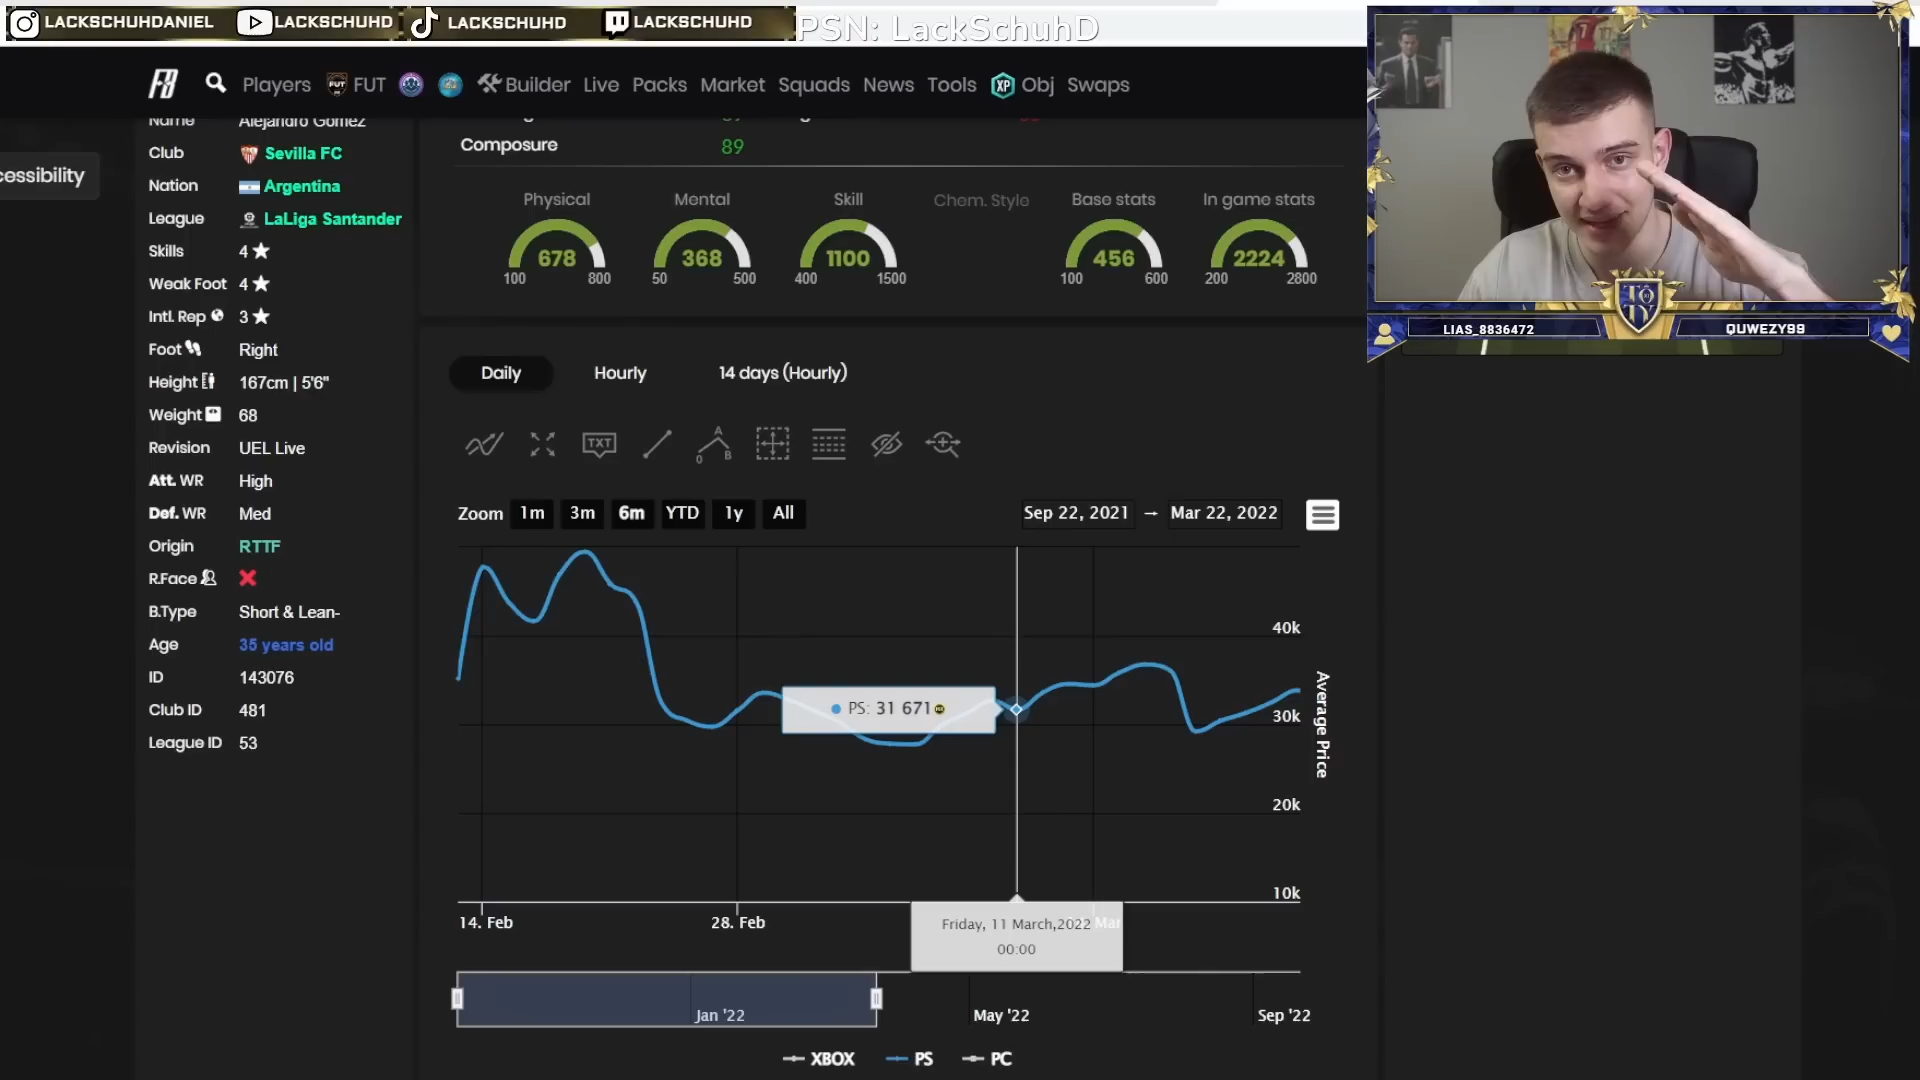 LACKSCHUHDANIEL LACKSCHUHD LACKSCHUHD LACKSCHUHD PSN: LackSchuhD
Players FUT Builder Live Packs Market Squads News Tools XP Obj Swaps
cessibility
Name Alejandro Gomez
Club Sevilla FC
Nation Argentina
League LaLiga Santander
Skills 4
Weak Foot 4
Intl. Rep 3
Foot Right
Height 167cm | 5'6"
Weight 68
Revision UEL Live
Att. WR High
Def. WR Med
Origin RTTF
R.Face
B.Type Short & Lean-
Age 35 years old
ID 143076
Club ID 481
League ID 53
Composure 89
Physical Mental Skill Chem. Style Base stats In game stats
678 368 1100 456 2224
100 800 50 500 400 1500 100 600 200 2800
LIAS_8836472 QUWEZY99
Daily Hourly 14 days (Hourly)
TXT A 0 B
Zoom 1m 3m 6m YTD 1y All Sep 22, 2021 → Mar 22, 2022
40k
30k
20k
10k
Average Price
PS: 31 671
14. Feb 28. Feb Mar
Friday, 11 March,2022
00:00
Jan '22 May '22 Sep '22
XBOX PS PC